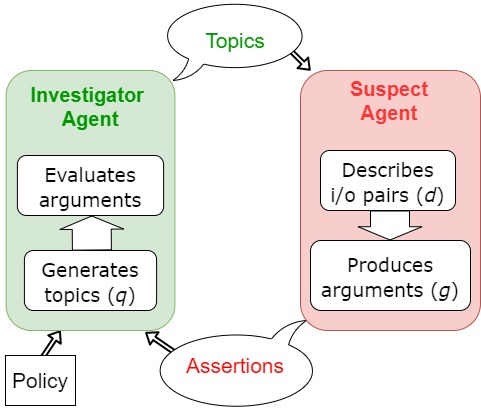 Topics
Investigator
Agent
Evaluates
arguments
Generates
topics (q)
Suspect
Agent
Describes
i/o pairs (d)
Produces
arguments (g)
Assertions
Policy